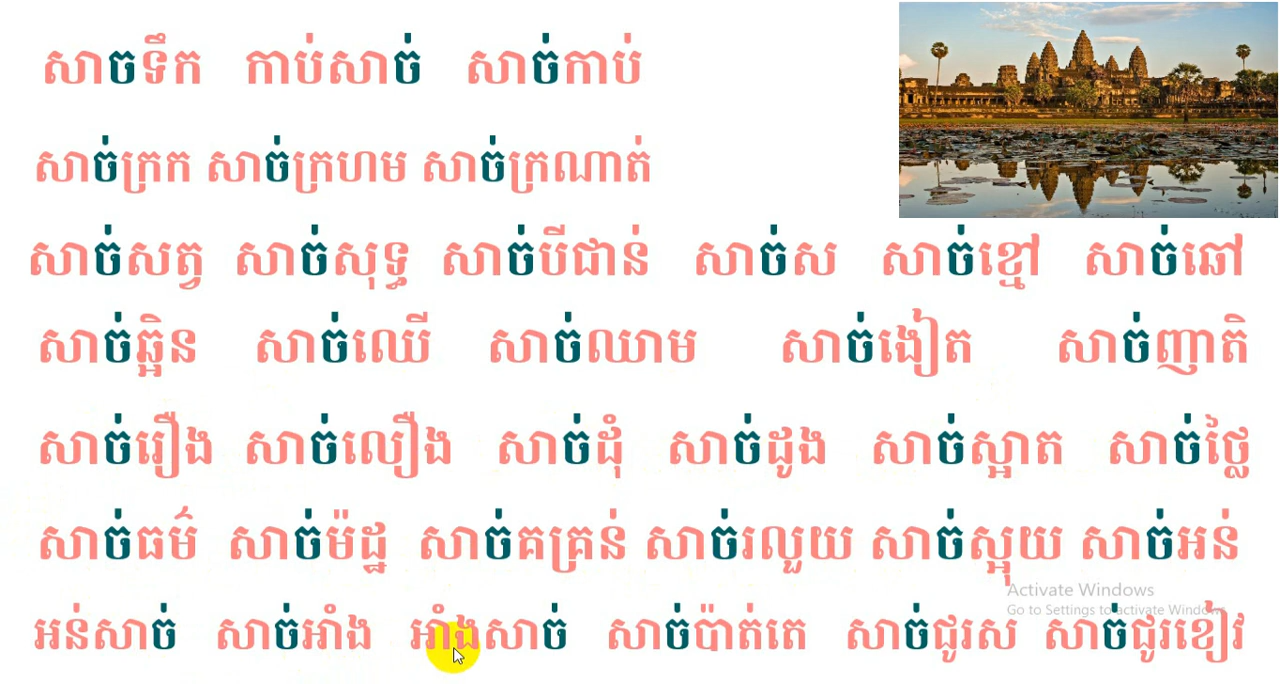 សាចទឹក កាប់សាច់ សាច់កាប់
សាច់ក្រក សាច់ក្រហម សាច់ក្រណាត់
សាច់សត្វ សាច់សុទ្ធ សាច់បីជាន់ សាច់ស សាច់ខ្មៅ សាច់ឆៅ
សាច់ឆ្អិន សាច់ឈើ សាច់ឈាម សាច់ងៀត សាច់ញាតិ
សាច់រឿង សាច់លឿង សាច់ដុំ សាច់ដូង សាច់ស្អាត សាច់ថ្លៃ
សាច់ធម៌ សាច់ម៉ដ្ឋ សាច់គគ្រន់ សាច់រលួយ សាច់ស្អុយ សាច់អន់
Activate Windows
Go to Settings to activate Windows.
អន់សាច់ សាច់អាំង អាំងសាច់ សាច់ប៉ាត់តេ សាច់ជូរស សាច់ជូរខៀវ